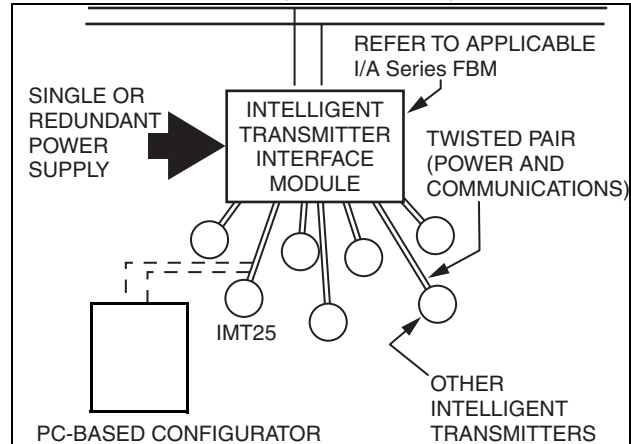 REFER TO APPLICABLE
I/A Series FBM
SINGLE OR
REDUNDANT
POWER
SUPPLY
INTELLIGENT
TRANSMITTER
INTERFACE
MODULE
TWISTED PAIR
(POWER AND
COMMUNICATIONS)
IMT25
OTHER
INTELLIGENT
TRANSMITTERS
PC-BASED CONFIGURATOR